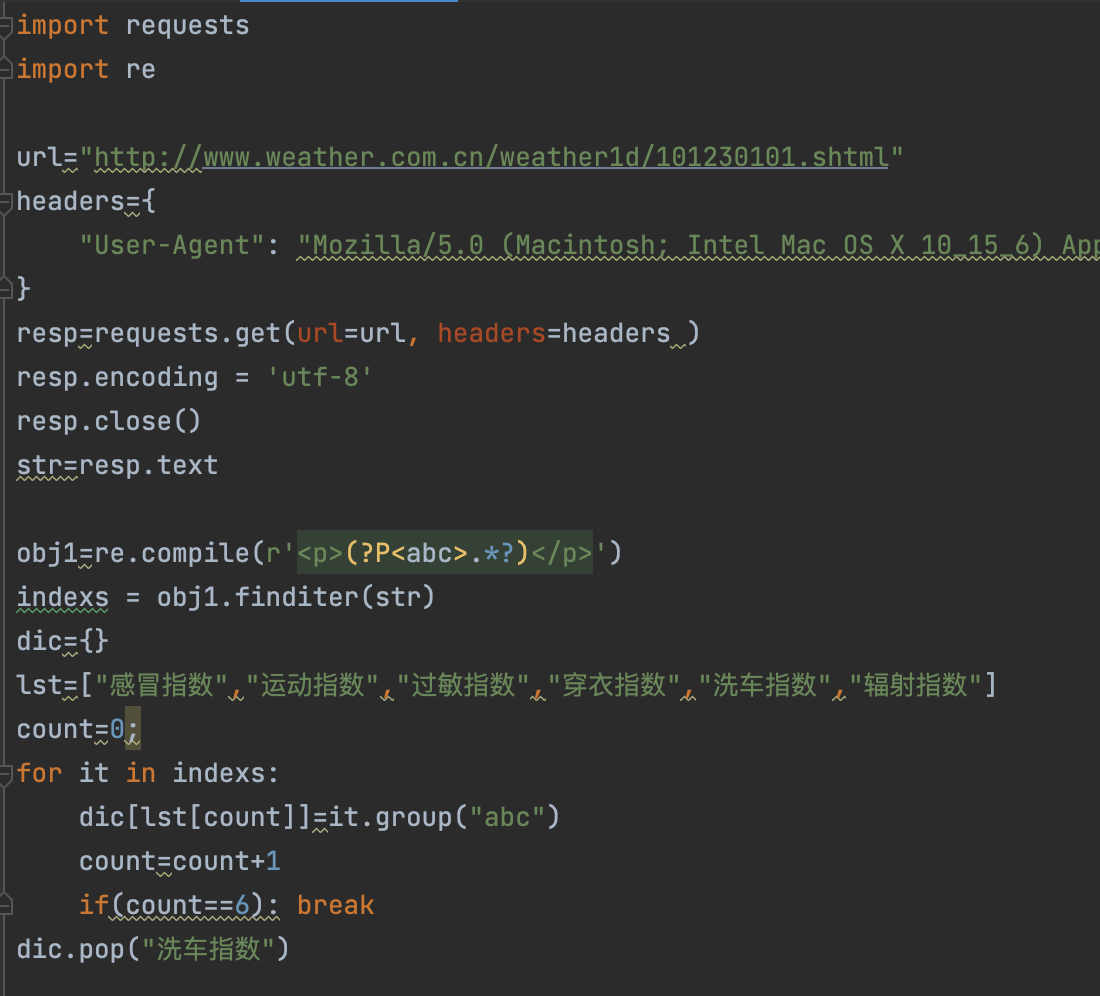 import requests
import re
url="http://www.weather.com.cn/weather1d/101230101.shtml"
headers={
    "User-Agent": "Mozilla/5.0 (Macintosh; Intel Mac OS X 10_15_6) App
}
resp=requests.get(url=url, headers=headers )
resp.encoding = 'utf-8'
resp.close()
str=resp.text
obj1=re.compile(r'<p>(?P<abc>.*?)</p>')
indexs = obj1.finditer(str)
dic={}
lst=["感冒指数","运动指数","过敏指数","穿衣指数","洗车指数","辐射指数"]
count=0;
for it in indexs:
    dic[lst[count]]=it.group("abc")
    count=count+1
    if(count==6): break
dic.pop("洗车指数")